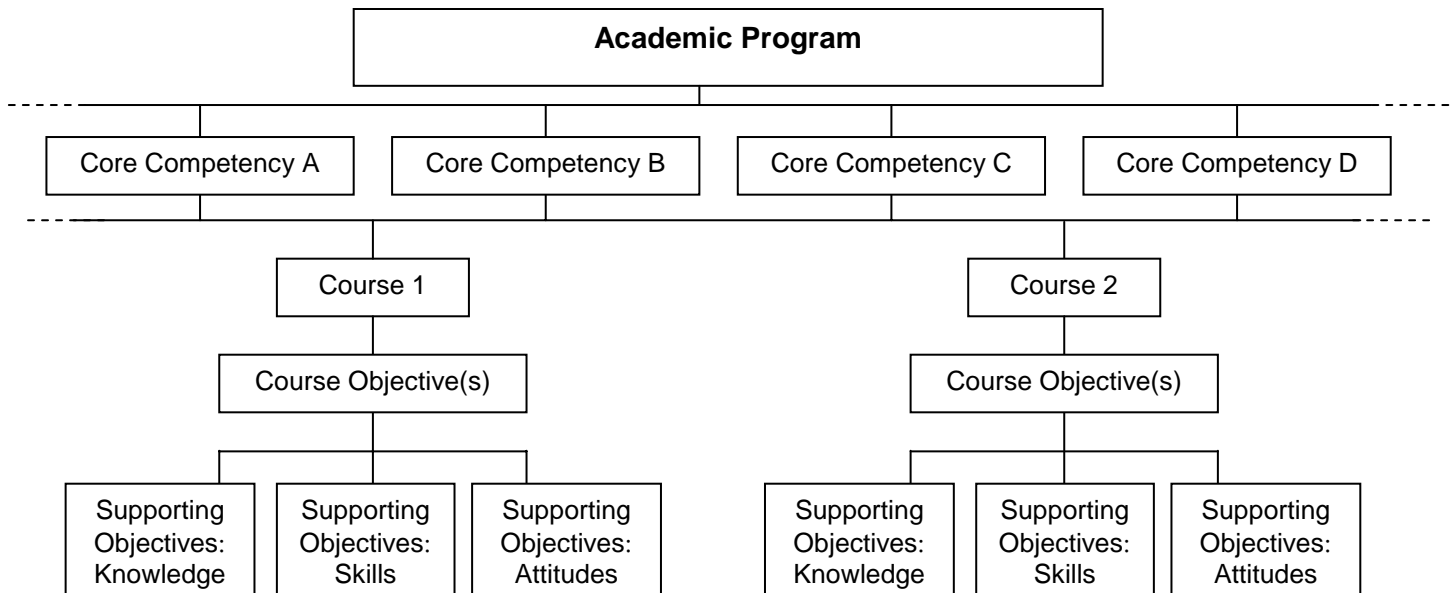 Academic Program
Core Competency A
Core Competency B
Core Competency C
Core Competency D
Course 1
Course 2
Course Objective(s)
Course Objective(s)
Supporting
Objectives:
Knowledge
Supporting
Objectives:
Skills
Supporting
Objectives:
Attitudes
Supporting
Objectives:
Knowledge
Supporting
Objectives:
Skills
Supporting
Objectives:
Attitudes